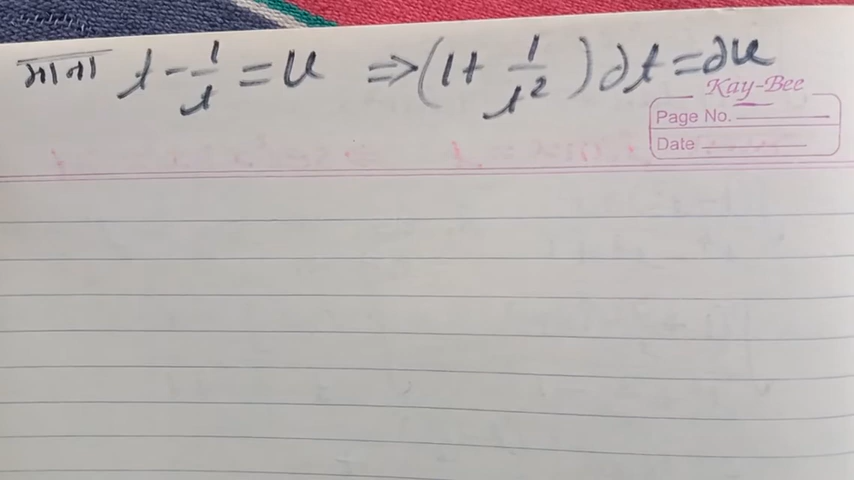 माना t - 1/t = u ⇒ (1 + 1/t²) dt = du
Kay-Bee
Page No.
Date